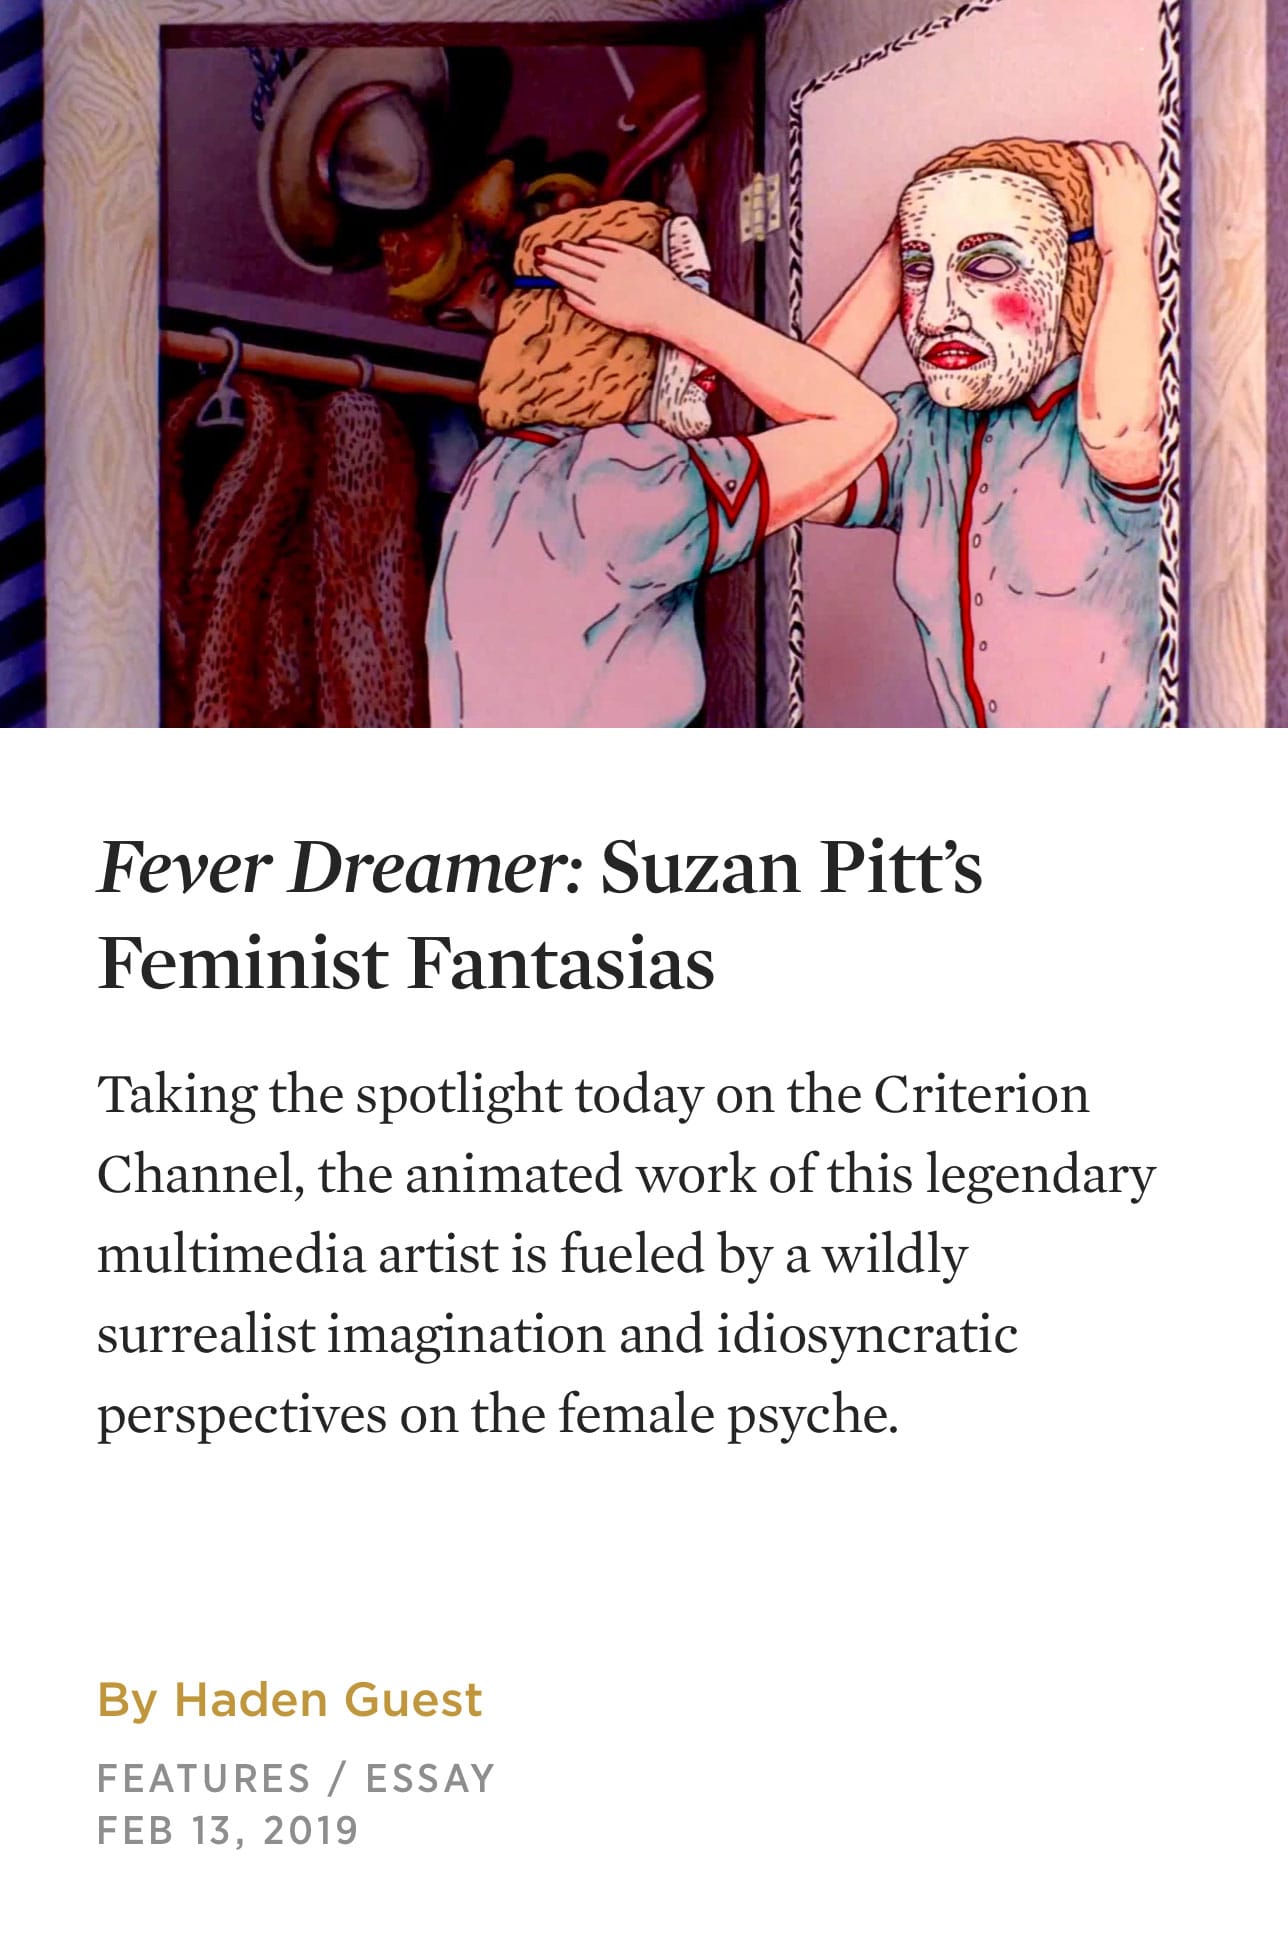 Fever Dreamer: Suzan Pitt’s
Feminist Fantasias
Taking the spotlight today on the Criterion
Channel, the animated work of this legendary
multimedia artist is fueled by a wildly
surrealist imagination and idiosyncratic
perspectives on the female psyche.
By Haden Guest
FEATURES / ESSAY
FEB 13, 2019